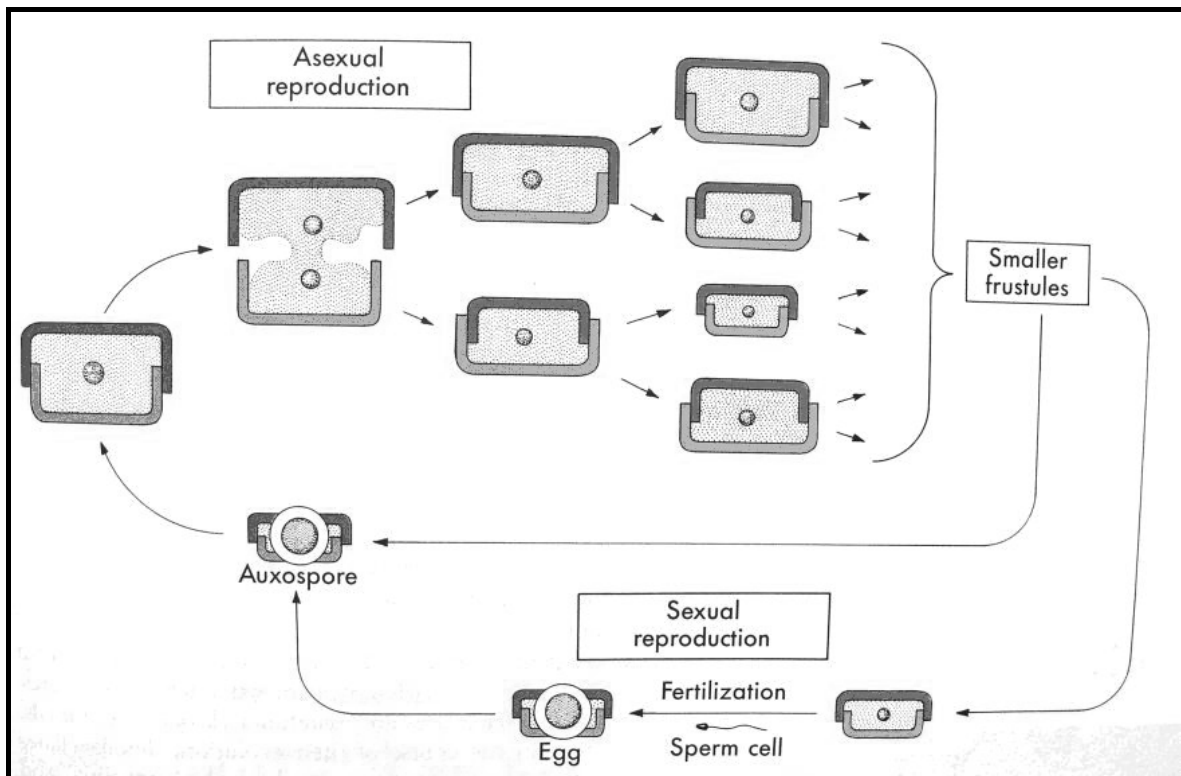 Asexual
reproduction
Smaller
frustules
Auxospore
Sexual
reproduction
Fertilization
Sperm cell
Egg